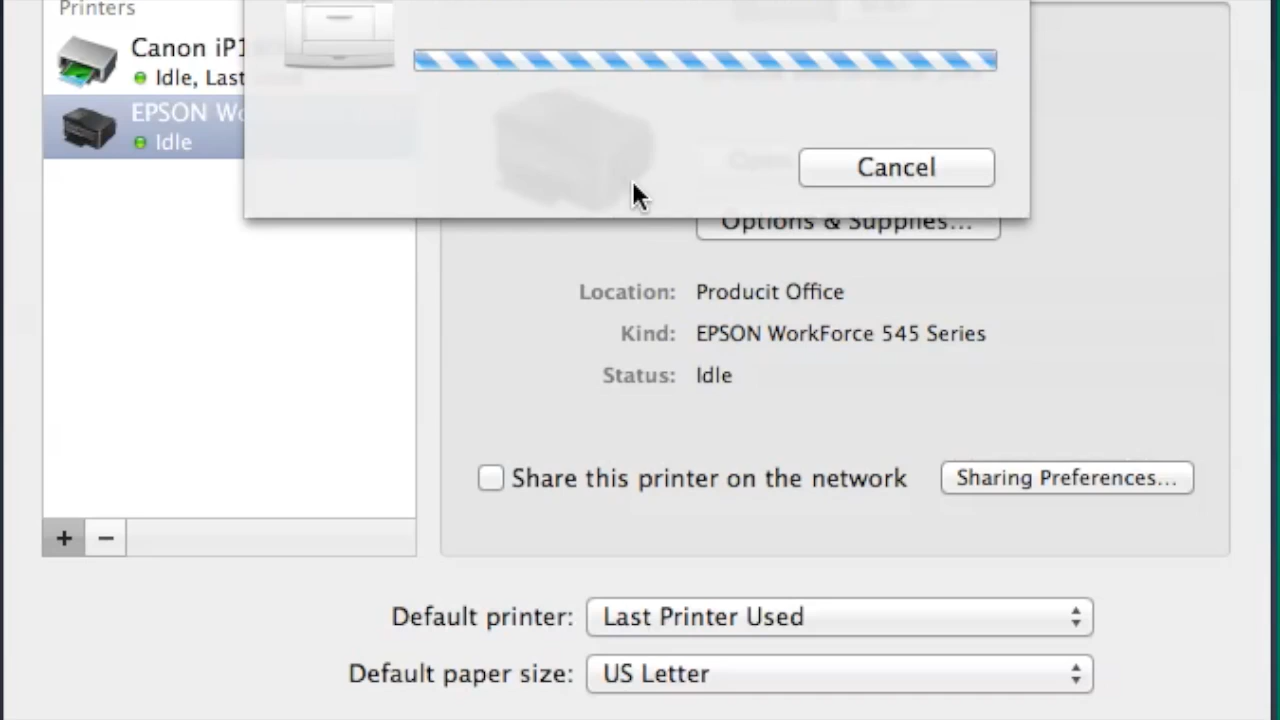 Printers
Canon iP1
Idle, Last
EPSON Wo
Idle
Cancel
Options & Supplies...
Location: Producit Office
Kind: EPSON WorkForce 545 Series
Status: Idle
Share this printer on the network
Sharing Preferences...
+ −
Default printer: Last Printer Used
Default paper size: US Letter